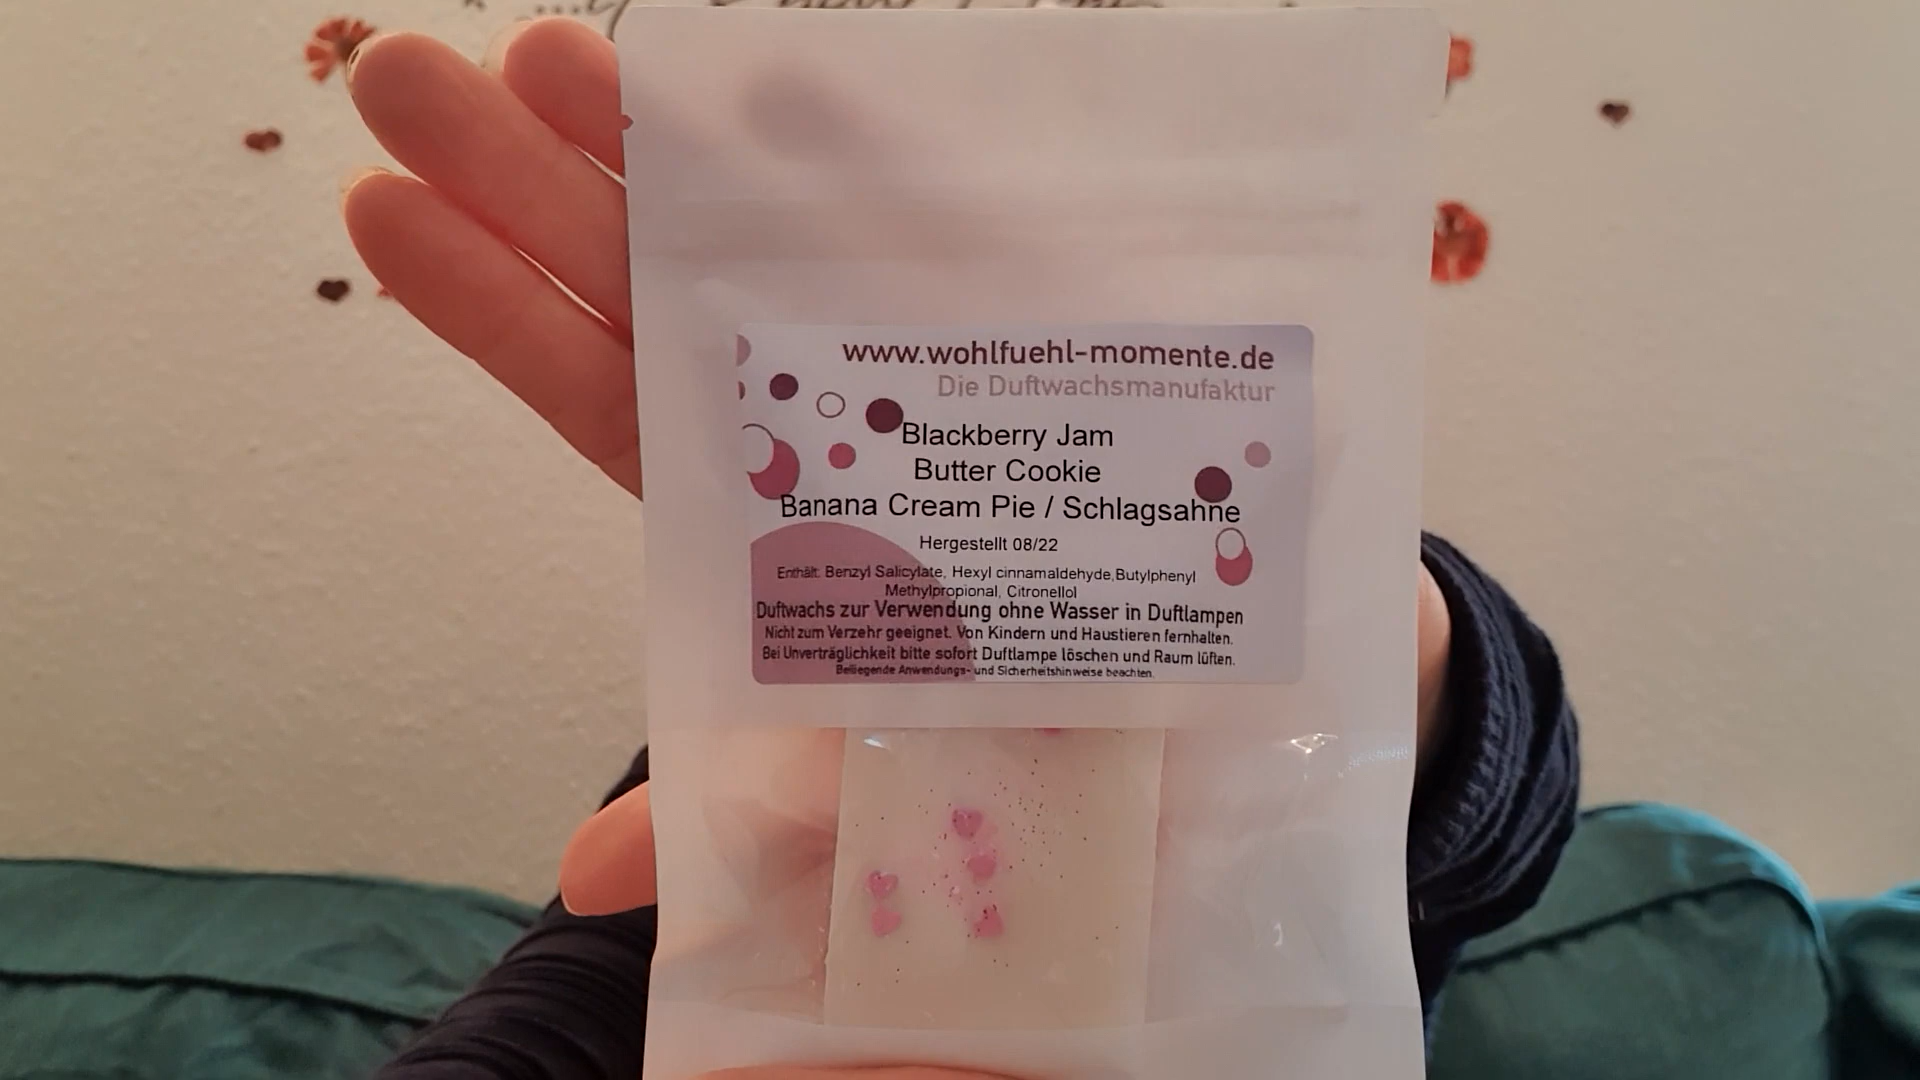 www.wohlfuehl-momente.de
Die Duftwachsmanufaktur
Blackberry Jam
Butter Cookie
Banana Cream Pie / Schlagsahne
Hergestellt 08/22
Enthält: Benzyl Salicylate, Hexyl cinnamaldehyde,Butylphenyl
Methylpropional, Citronellol
Duftwachs zur Verwendung ohne Wasser in Duftlampen
Nicht zum Verzehr geeignet. Von Kindern und Haustieren fernhalten.
Bei Unverträglichkeit bitte sofort Duftlampe löschen und Raum lüften.
Beiliegende Anwendungs- und Sicherheitshinweise beachten.